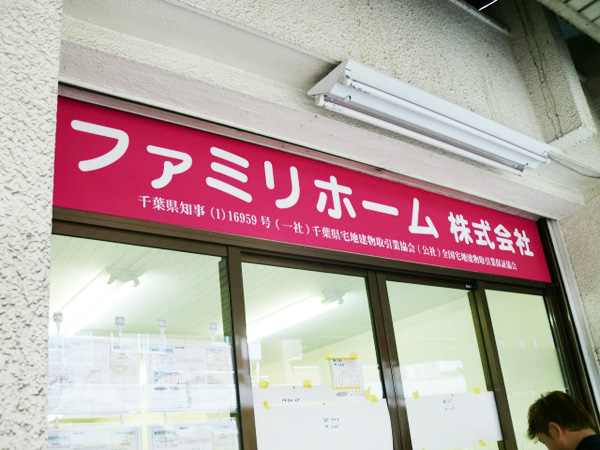 ファミリホーム 株式会社
千葉県知事 (1) 16959 号 (一社) 千葉県宅地建物取引業協会 (公社) 全国宅地建物取引業保証協会